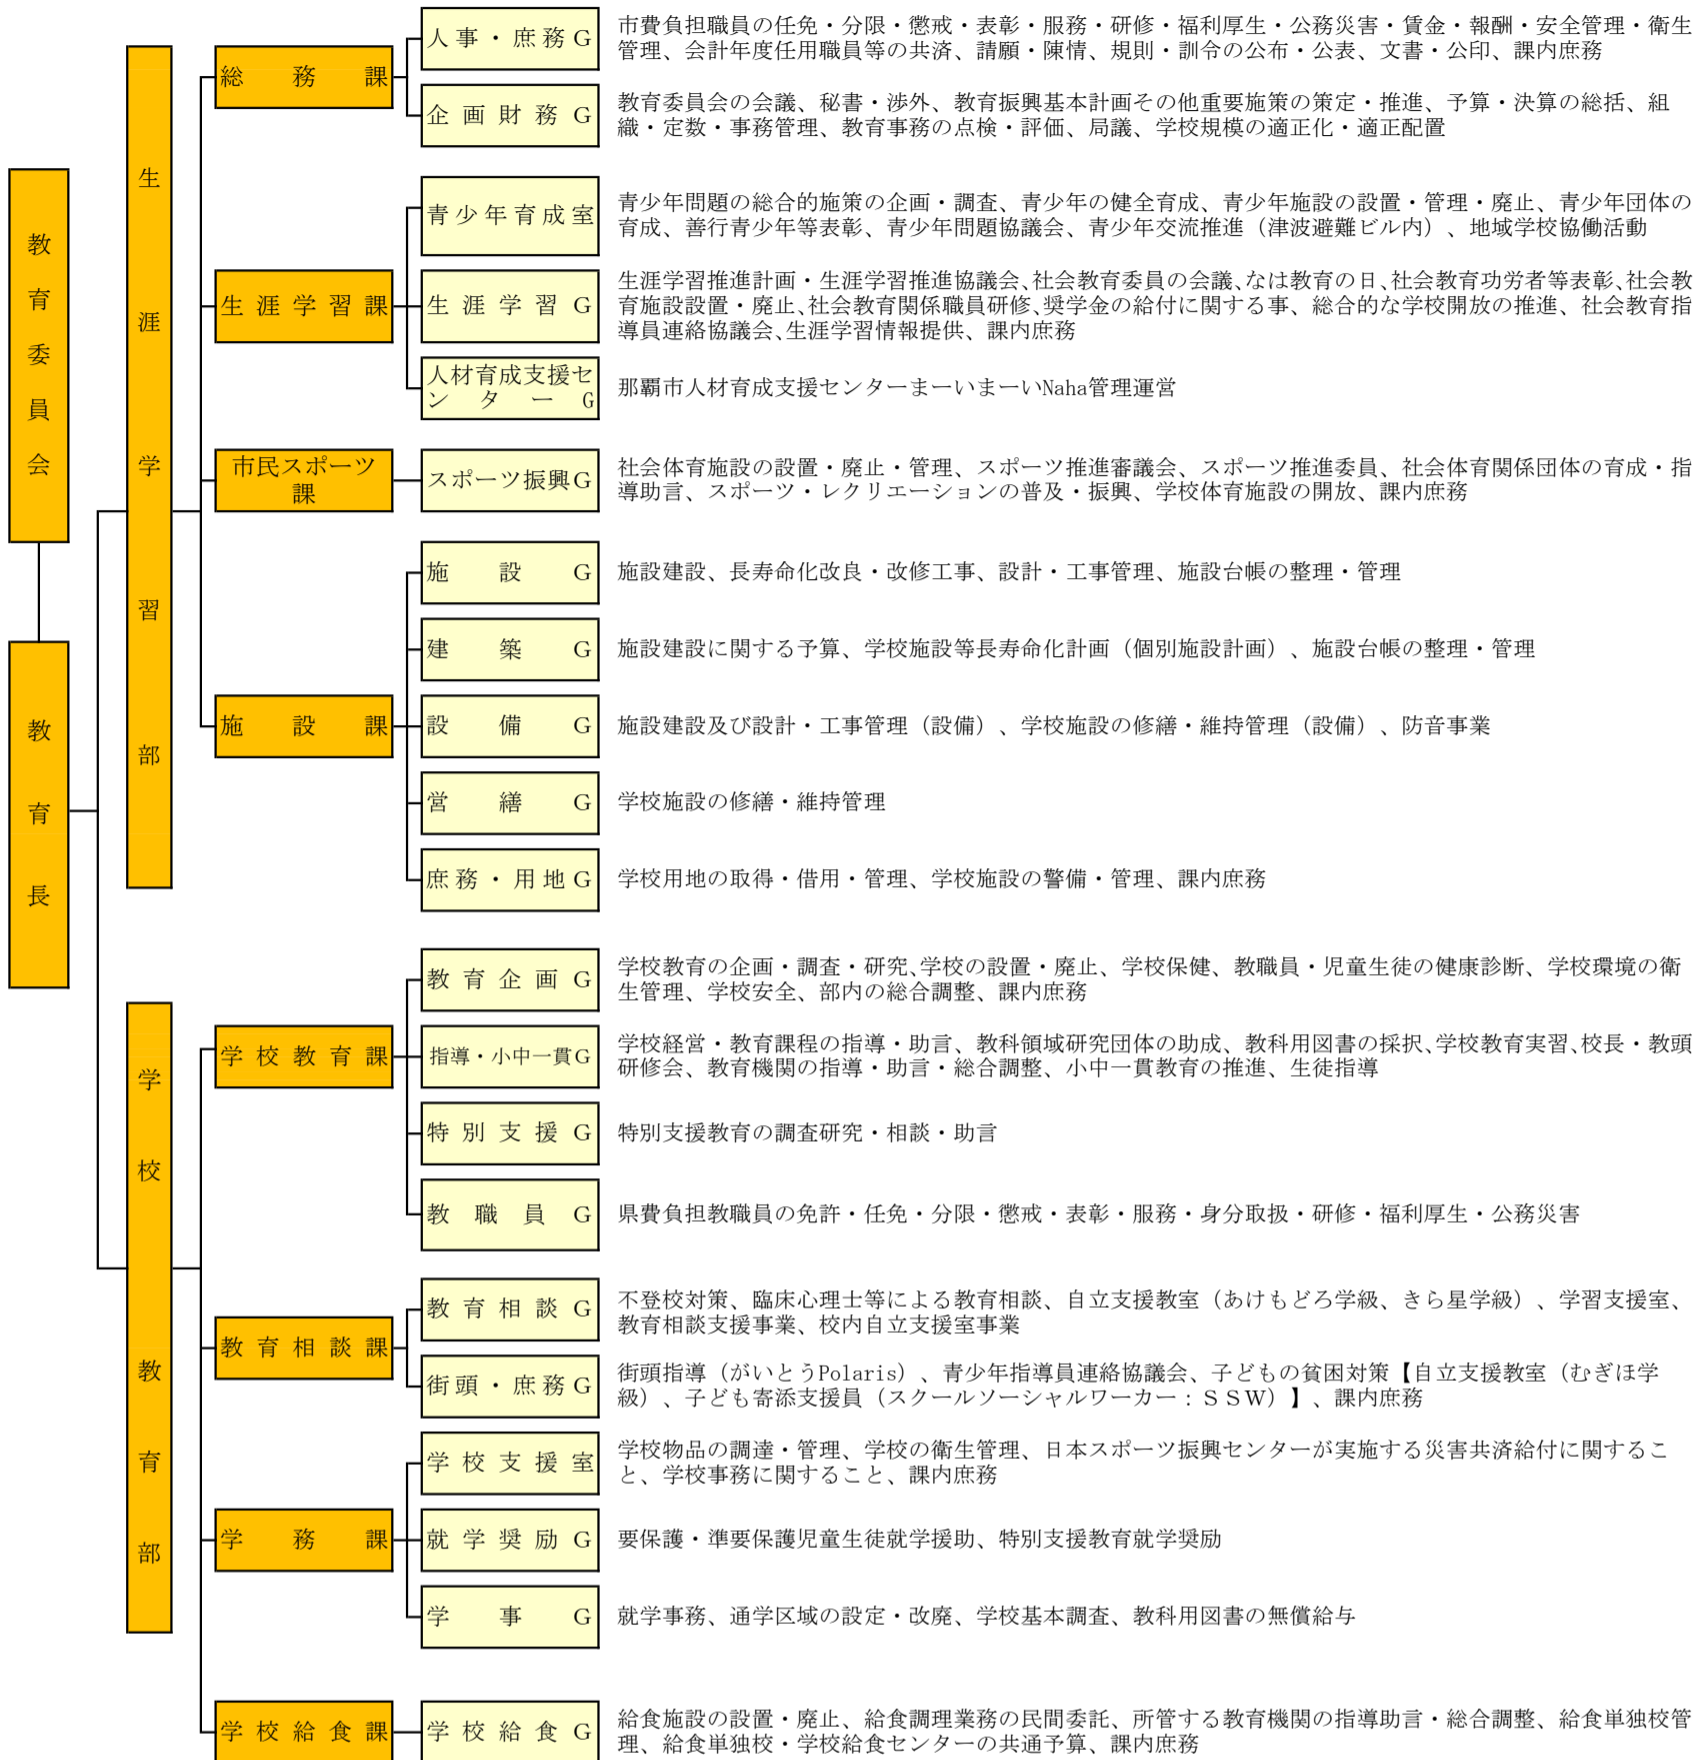 教育委員会
教育長
生涯学習部
総務課
人事・庶務G
市費負担職員の任免・分限・懲戒・表彰・服務・研修・福利厚生・公務災害・賃金・報酬・安全管理・衛生
管理、会計年度任用職員等の共済、請願・陳情、規則・訓令の公布・公表、文書・公印、課内庶務
企画財務G
教育委員会の会議、秘書・渉外、教育振興基本計画その他重要施策の策定・推進、予算・決算の総括、組
織・定数・事務管理、教育事務の点検・評価、局議、学校規模の適正化・適正配置
生涯学習課
青少年育成室
青少年問題の総合的施策の企画・調査、青少年の健全育成、青少年施設の設置・管理・廃止、青少年団体の
育成、善行青少年等表彰、青少年問題協議会、青少年交流推進（津波避難ビル内）、地域学校協働活動
生涯学習G
生涯学習推進計画・生涯学習推進協議会、社会教育委員の会議、なは教育の日、社会教育功労者等表彰、社会教
育施設設置・廃止、社会教育関係職員研修、奨学金の給付に関する事、総合的な学校開放の推進、社会教育指
導員連絡協議会、生涯学習情報提供、課内庶務
人材育成支援セ
ンターG
那覇市人材育成支援センターまーいまーいNaha管理運営
市民スポーツ
課
スポーツ振興G
社会体育施設の設置・廃止・管理、スポーツ推進審議会、スポーツ推進委員、社会体育関係団体の育成・指
導助言、スポーツ・レクリエーションの普及・振興、学校体育施設の開放、課内庶務
施設課
施設G
施設建設、長寿命化改良・改修工事、設計・工事管理、施設台帳の整理・管理
建築G
施設建設に関する予算、学校施設等長寿命化計画（個別施設計画）、施設台帳の整理・管理
設備G
施設建設及び設計・工事管理（設備）、学校施設の修繕・維持管理（設備）、防音事業
営繕G
学校施設の修繕・維持管理
庶務・用地G
学校用地の取得・借用・管理、学校施設の警備・管理、課内庶務
学校教育部
学校教育課
教育企画G
学校教育の企画・調査・研究、学校の設置・廃止、学校保健、教職員・児童生徒の健康診断、学校環境の衛
生管理、学校安全、部内の総合調整、課内庶務
指導・小中一貫G
学校経営・教育課程の指導・助言、教科領域研究団体の助成、教科用図書の採択、学校教育実習、校長・教頭
研修会、教育機関の指導・助言・総合調整、小中一貫教育の推進、生徒指導
特別支援G
特別支援教育の調査研究・相談・助言
教職員G
県費負担教職員の免許・任免・分限・懲戒・表彰・服務・身分取扱・研修・福利厚生・公務災害
教育相談課
教育相談G
不登校対策、臨床心理士等による教育相談、自立支援教室（あけもどろ学級、きら星学級）、学習支援室、
教育相談支援事業、校内自立支援室事業
街頭・庶務G
街頭指導（がいとうPolaris）、青少年指導員連絡協議会、子どもの貧困対策【自立支援教室（むぎほ学
級）、子ども寄添支援員（スクールソーシャルワーカー：ＳＳＷ）】、課内庶務
学務課
学校支援室
学校物品の調達・管理、学校の衛生管理、日本スポーツ振興センターが実施する災害共済給付に関するこ
と、学校事務に関すること、課内庶務
就学奨励G
要保護・準要保護児童生徒就学援助、特別支援教育就学奨励
学事G
就学事務、通学区域の設定・改廃、学校基本調査、教科用図書の無償給与
学校給食課
学校給食G
給食施設の設置・廃止、給食調理業務の民間委託、所管する教育機関の指導助言・総合調整、給食単独校管
理、給食単独校・学校給食センターの共通予算、課内庶務